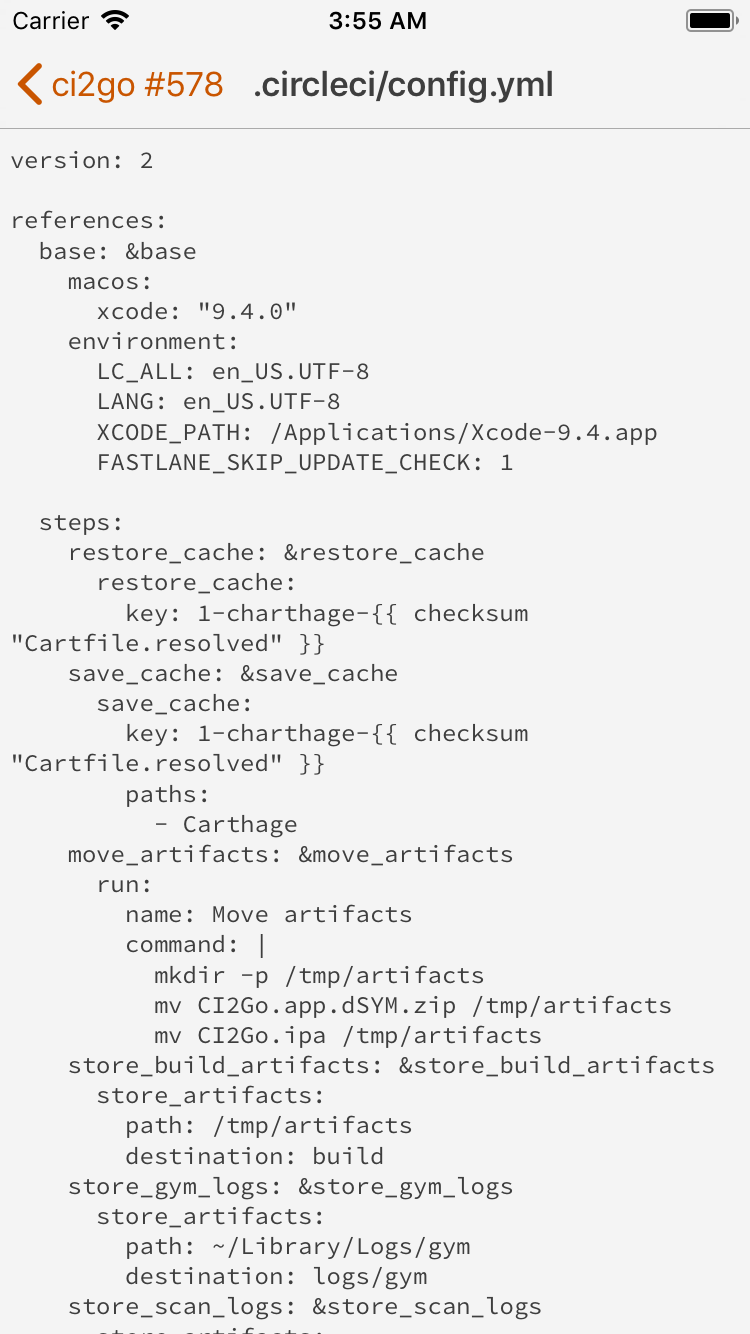 Carrier 3:55 AM
ci2go #578 .circleci/config.yml
version: 2

references:
  base: &base
    macos:
      xcode: "9.4.0"
    environment:
      LC_ALL: en_US.UTF-8
      LANG: en_US.UTF-8
      XCODE_PATH: /Applications/Xcode-9.4.app
      FASTLANE_SKIP_UPDATE_CHECK: 1

  steps:
    restore_cache: &restore_cache
      restore_cache:
        key: 1-charthage-{{ checksum
"Cartfile.resolved" }}
    save_cache: &save_cache
      save_cache:
        key: 1-charthage-{{ checksum
"Cartfile.resolved" }}
        paths:
          - Carthage
    move_artifacts: &move_artifacts
      run:
        name: Move artifacts
        command: |
          mkdir -p /tmp/artifacts
          mv CI2Go.app.dSYM.zip /tmp/artifacts
          mv CI2Go.ipa /tmp/artifacts
    store_build_artifacts: &store_build_artifacts
      store_artifacts:
        path: /tmp/artifacts
        destination: build
    store_gym_logs: &store_gym_logs
      store_artifacts:
        path: ~/Library/Logs/gym
        destination: logs/gym
    store_scan_logs: &store_scan_logs
      store_artifacts: